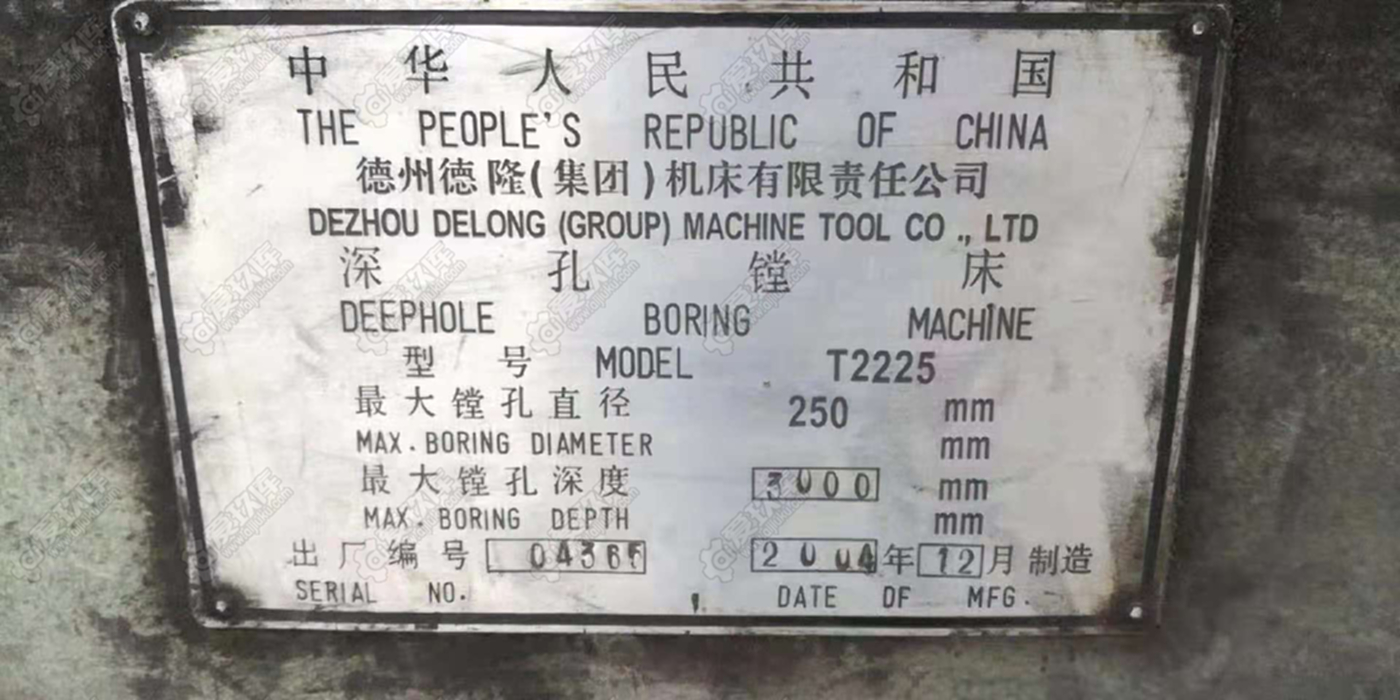 中华人民共和国
THE PEOPLE'S REPUBLIC OF CHINA
德州德隆(集团)机床有限责任公司
DEZHOU DELONG (GROUP) MACHINE TOOL CO ., LTD
深孔镗床
DEEPHOLE BORING MACHINE
型号 MODEL T2225
最大镗孔直径 250 mm
MAX. BORING DIAMETER mm
最大镗孔深度 3000 mm
MAX. BORING DEPTH mm
出厂编号 2004年12月制造
SERIAL NO. DATE OF MFG.